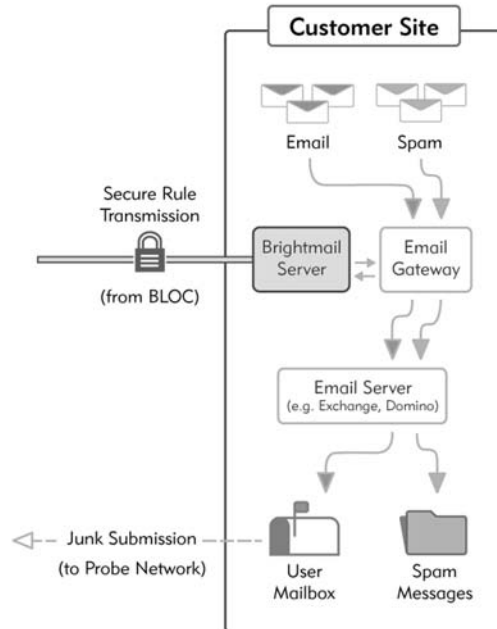 Customer Site
Email
Spam
Secure Rule
Transmission
(from BLOC)
Brightmail
Server
Email
Gateway
Email Server
(e.g. Exchange, Domino)
Junk Submission
(to Probe Network)
User
Mailbox
Spam
Messages